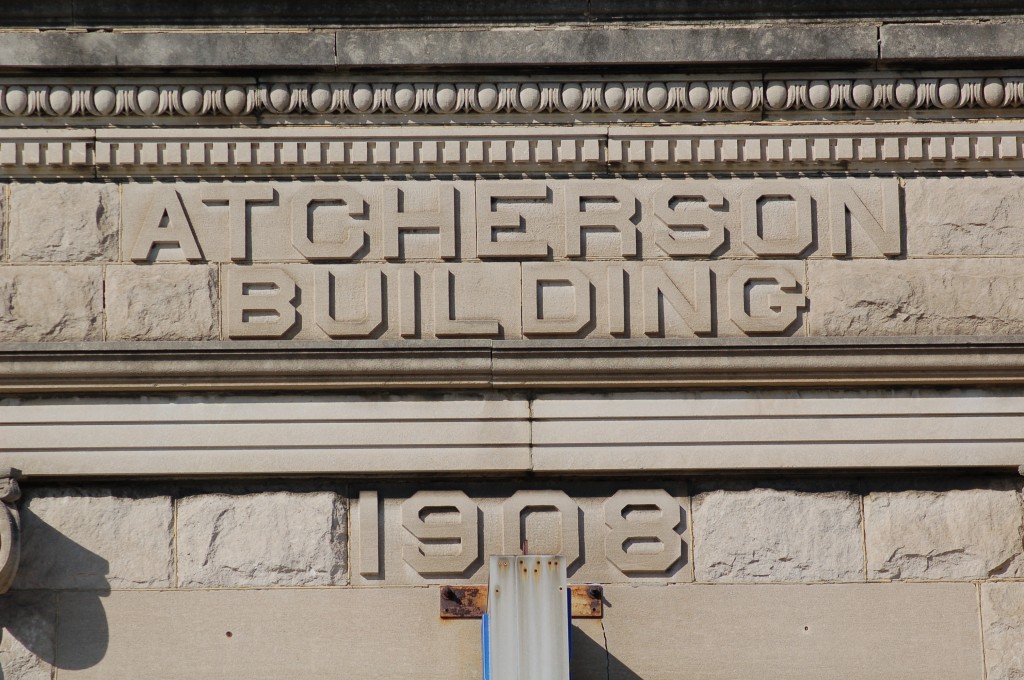 ATCHERSON
BUILDING
1908